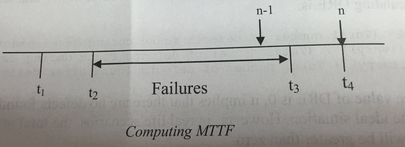 n-1 n
t1 t2 t3 t4
Failures
Computing MTTF